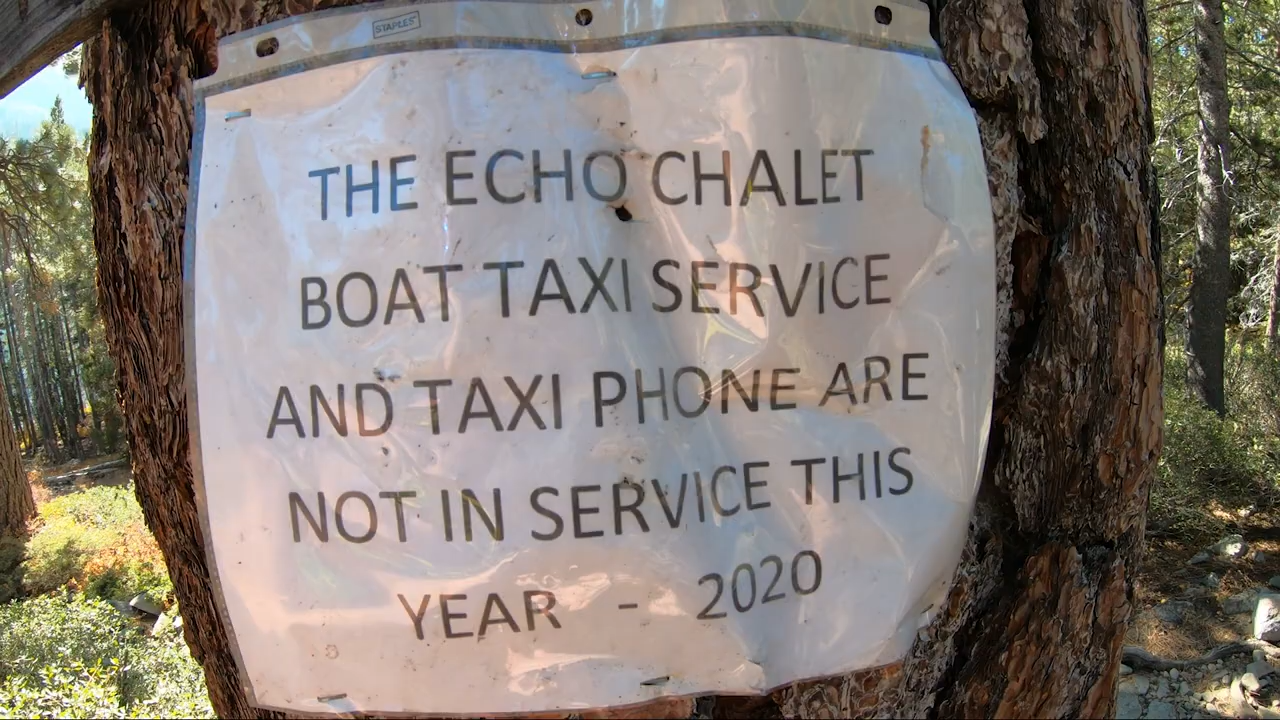 STAPLES
THE ECHO CHALET
BOAT TAXI SERVICE
AND TAXI PHONE ARE
NOT IN SERVICE THIS
YEAR - 2020